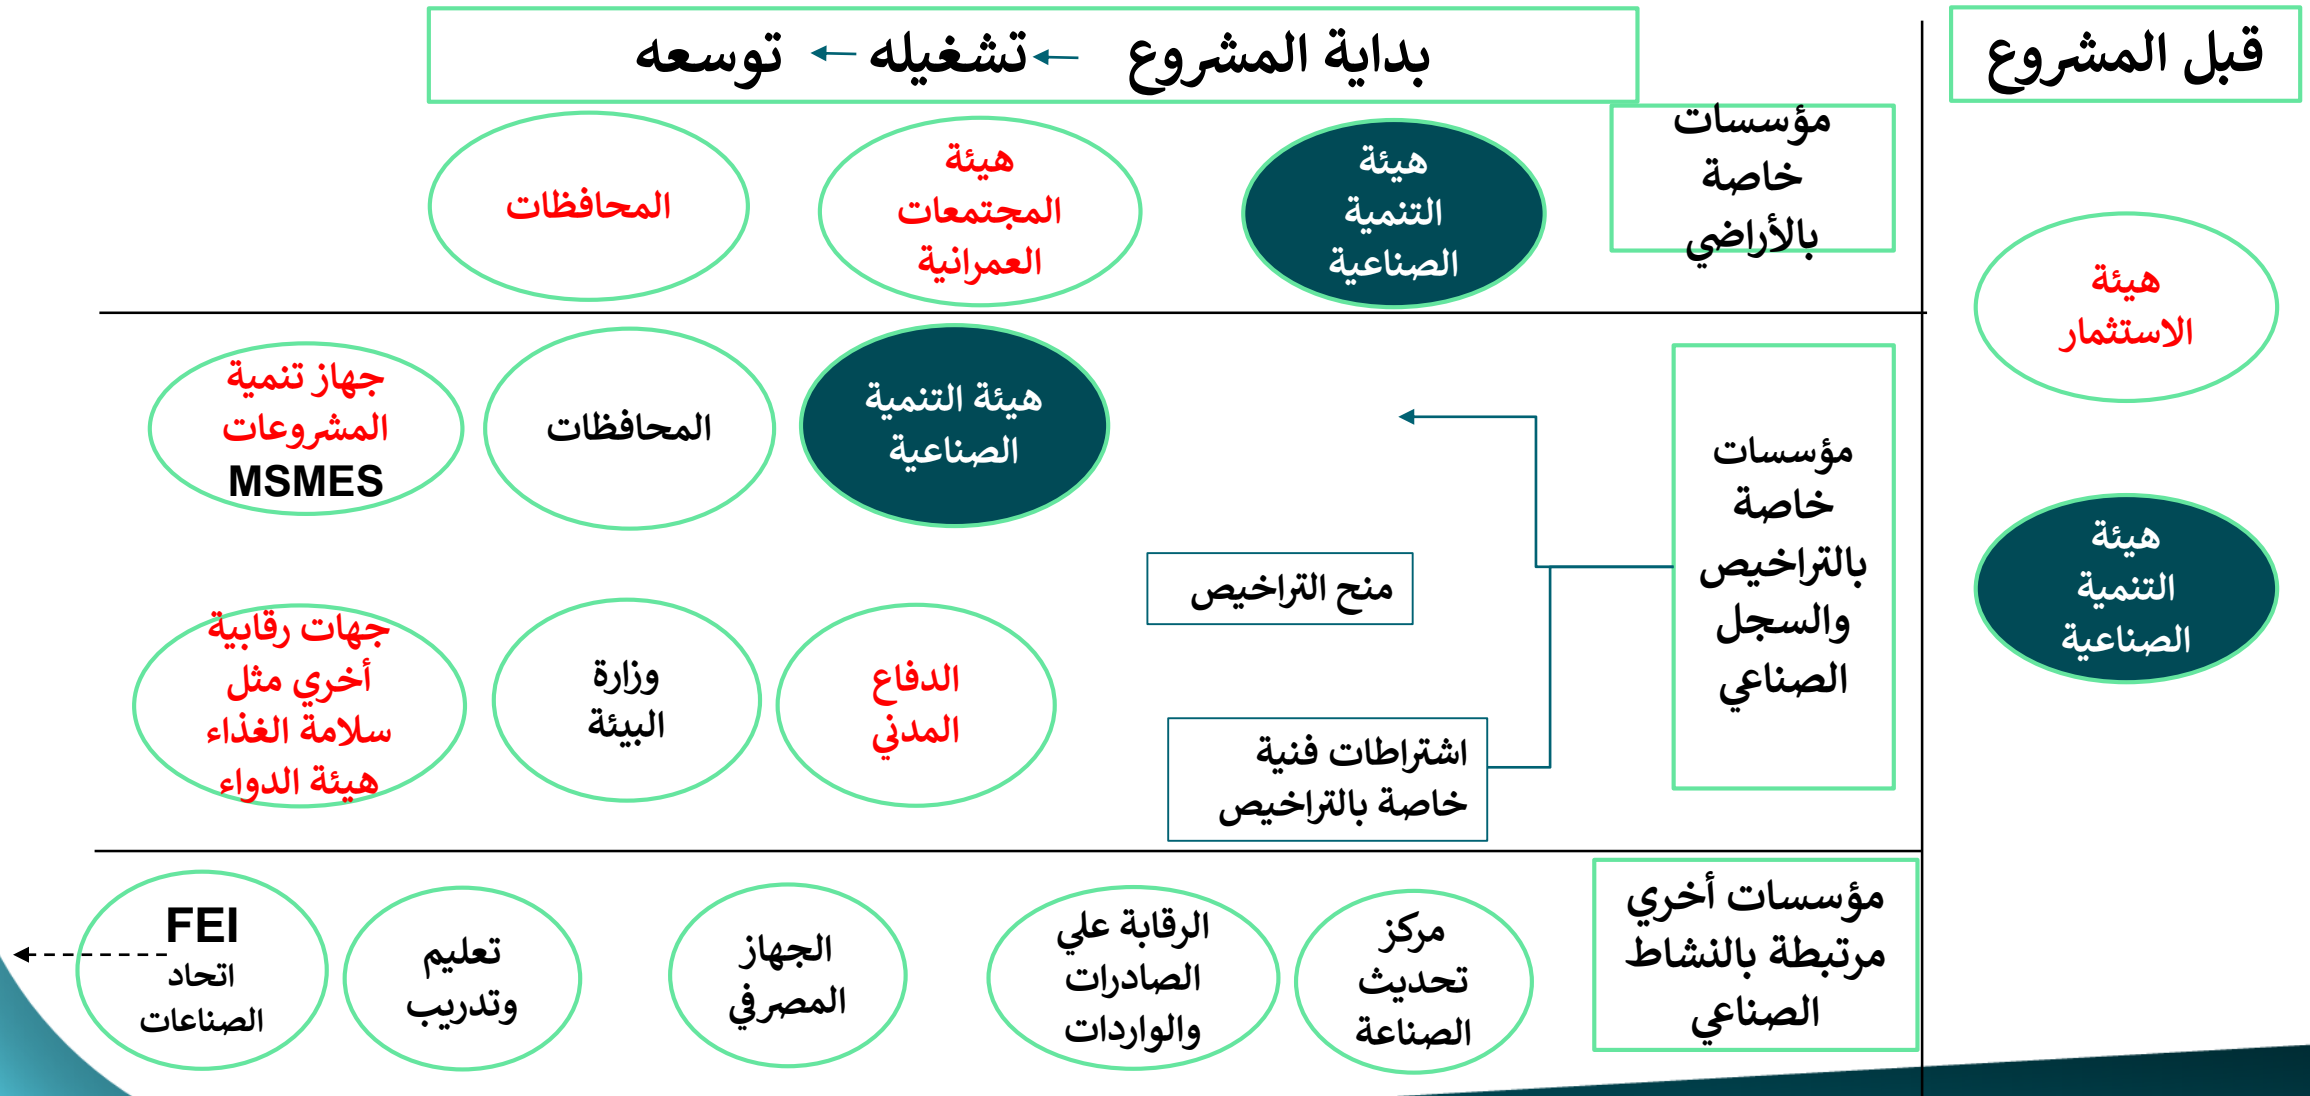 قبل المشروع
بداية المشروع
تشغيله
توسعه
هيئة
الاستثمار
هيئة
التنمية
الصناعية
مؤسسات
خاصة
بالأراضي
هيئة
التنمية
الصناعية
هيئة
المجتمعات
العمرانية
المحافظات
مؤسسات
خاصة
بالتراخيص
والسجل
الصناعي
منح التراخيص
هيئة التنمية
الصناعية
المحافظات
جهاز تنمية
المشروعات
MSMES
اشتراطات فنية
خاصة بالتراخيص
الدفاع
المدني
وزارة
البيئة
جهات رقابية
أخري مثل
سلامة الغذاء
هيئة الدواء
مؤسسات أخري
مرتبطة بالنشاط
الصناعي
مركز
تحديث
الصناعة
الرقابة علي
الصادرات
والواردات
الجهاز
المصرفي
تعليم
وتدريب
FEI
اتحاد
الصناعات